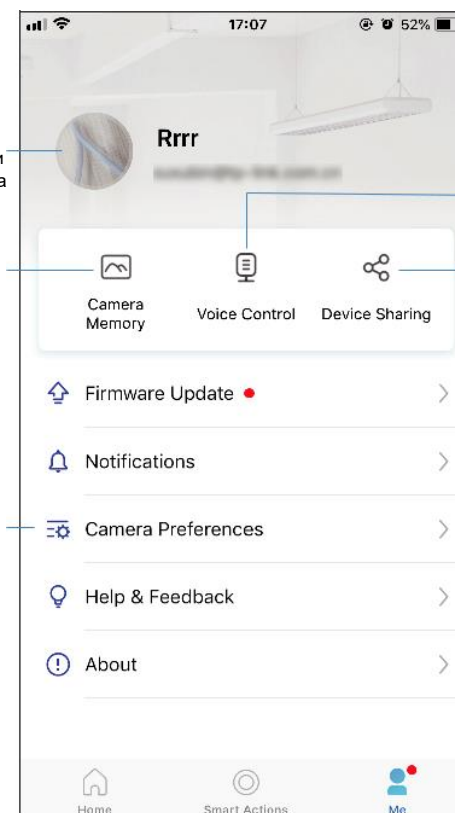 17:07
52%
Rrrr
и
а
Camera
Memory
Voice Control
Device Sharing
Firmware Update
Notifications
Camera Preferences
Help & Feedback
About
Home
Smart Actions
Me